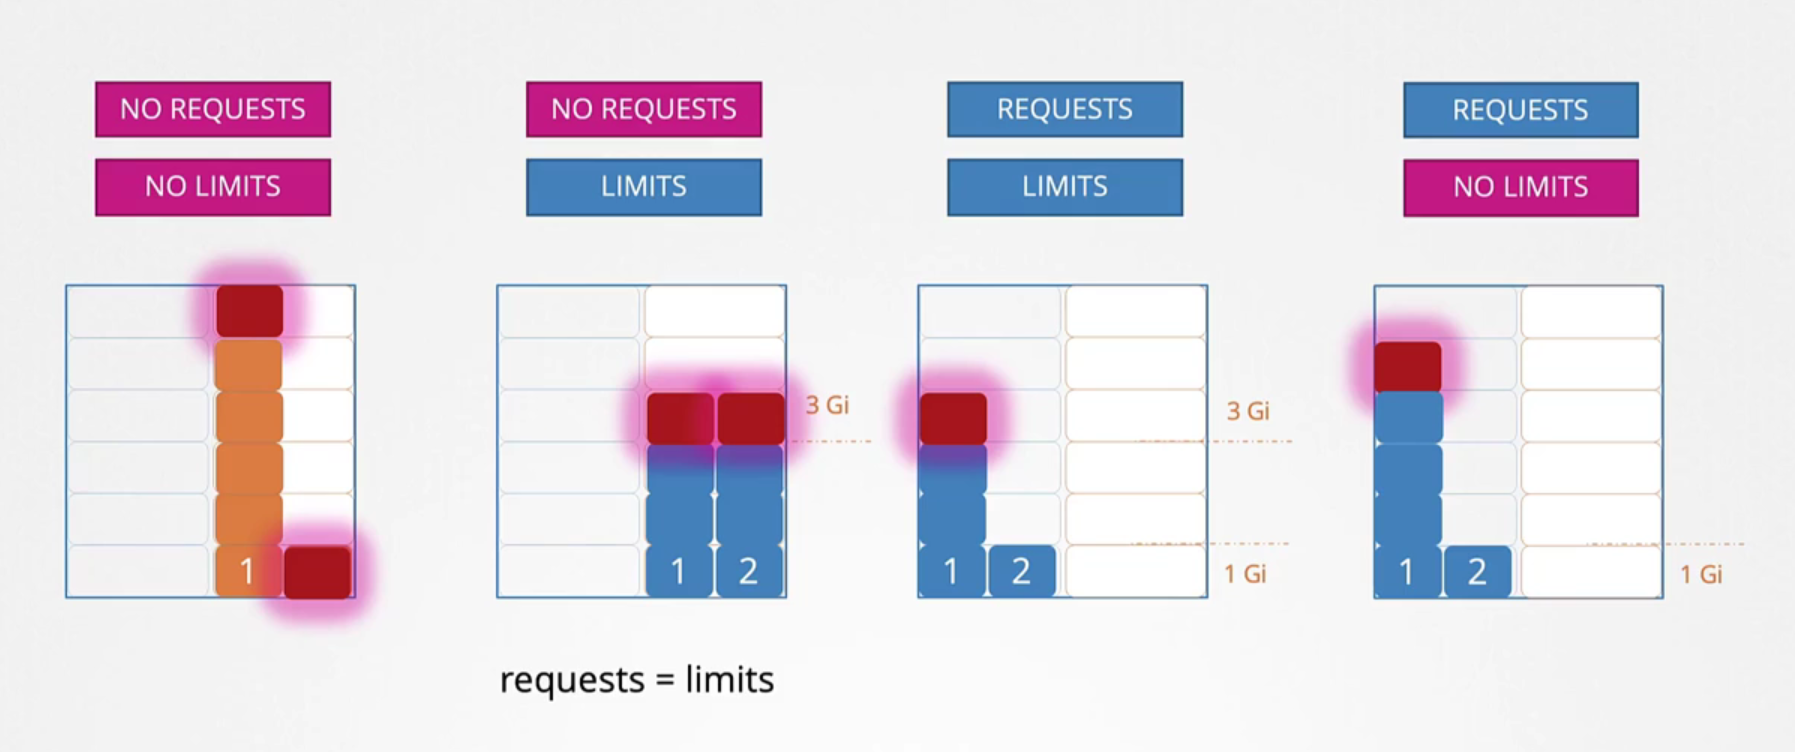 NO REQUESTS
NO LIMITS
1
NO REQUESTS
LIMITS
3 Gi
1 2
requests = limits
REQUESTS
LIMITS
3 Gi
1 2
1 Gi
REQUESTS
NO LIMITS
1 2
1 Gi